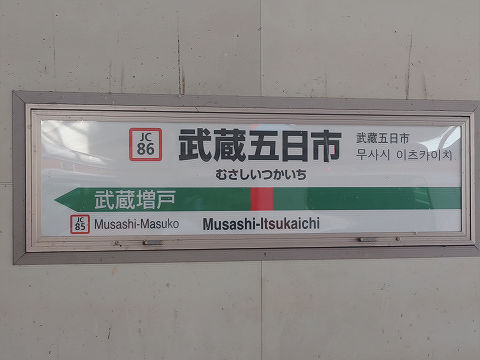 JC
86
武蔵五日市
むさしいつかいち
武藏五日市
무사시 이츠카이치
武蔵増戸
JC
85
Musashi-Masuko
Musashi-Itsukaichi